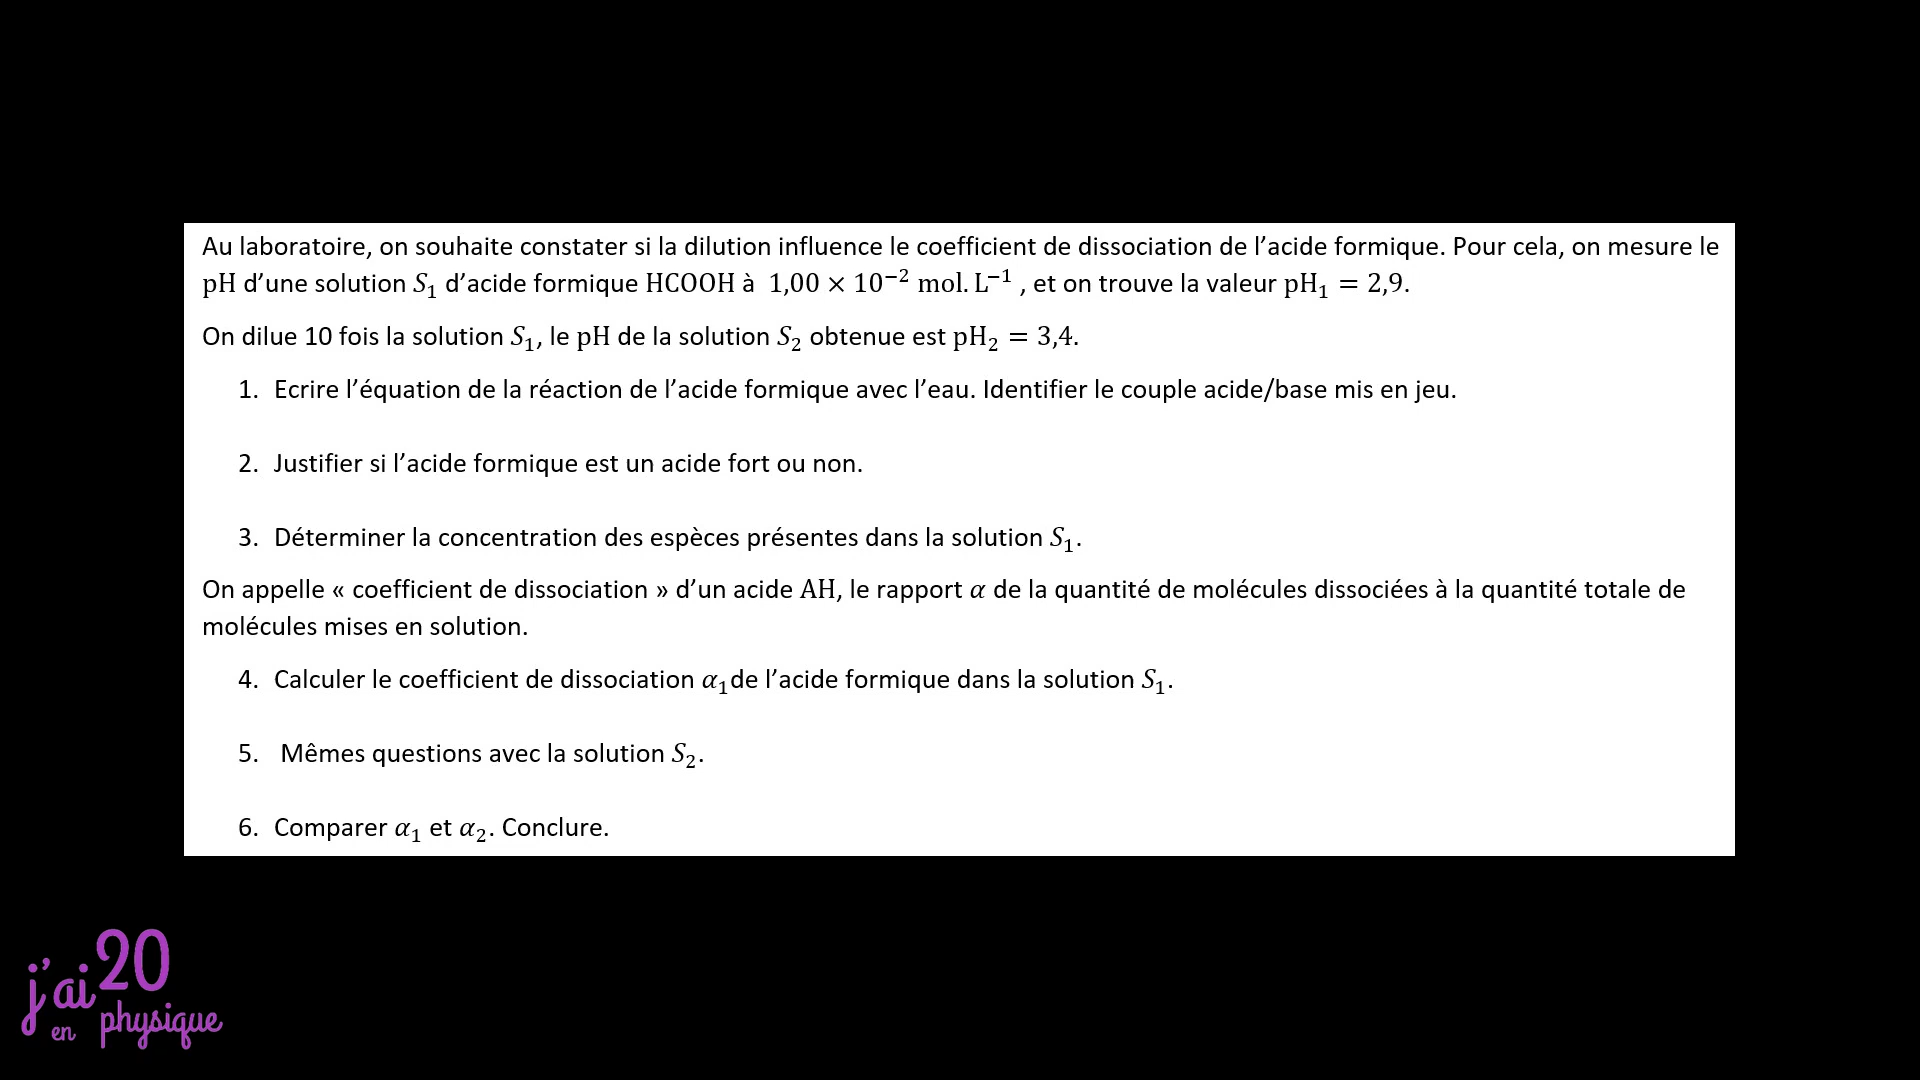 Au laboratoire, on souhaite constater si la dilution influence le coefficient de dissociation de l’acide formique. Pour cela, on mesure le
pH d’une solution S₁ d’acide formique HCOOH à 1,00 × 10⁻² mol. L⁻¹ , et on trouve la valeur pH₁ = 2,9.
On dilue 10 fois la solution S₁, le pH de la solution S₂ obtenue est pH₂ = 3,4.
1. Ecrire l’équation de la réaction de l’acide formique avec l’eau. Identifier le couple acide/base mis en jeu.
2. Justifier si l’acide formique est un acide fort ou non.
3. Déterminer la concentration des espèces présentes dans la solution S₁.
On appelle « coefficient de dissociation » d’un acide AH, le rapport α de la quantité de molécules dissociées à la quantité totale de
molécules mises en solution.
4. Calculer le coefficient de dissociation α₁de l’acide formique dans la solution S₁.
5. Mêmes questions avec la solution S₂.
6. Comparer α₁ et α₂. Conclure.
j’ai 20
en physique